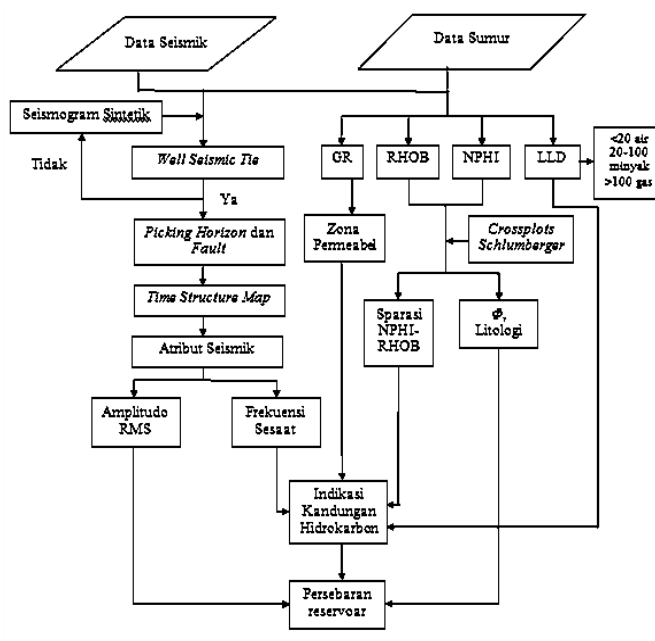 Data Seismik
Data Sumur
Seismogram Sintetik
Tidak
Well Seismic Tie
Ya
GR
RHOB
NPHI
LLD
<20 air
20-100
minyak
>100 gas
Picking Horizon dan
Fault
Zona
Permeabel
Crossplots
Schlumberger
Time Structure Map
Sparasi
NPHI-
RHOB
Φ,
Litologi
Atribut Seismik
Amplitudo
RMS
Frekuensi
Sesaat
Indikasi
Kandungan
Hidrokarbon
Persebaran
reservoar